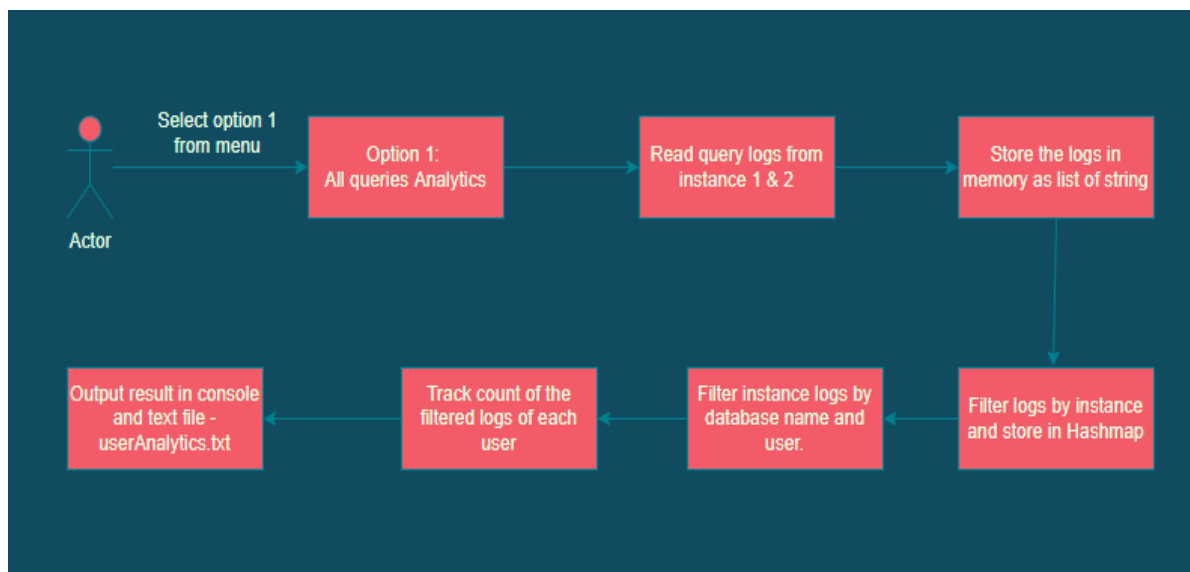 Select option 1
from menu
Actor
Option 1:
All queries Analytics
Read query logs from
instance 1 & 2
Store the logs in
memory as list of string
Filter logs by instance
and store in Hashmap
Filter instance logs by
database name and
user.
Track count of the
filtered logs of each
user
Output result in console
and text file -
userAnalytics.txt